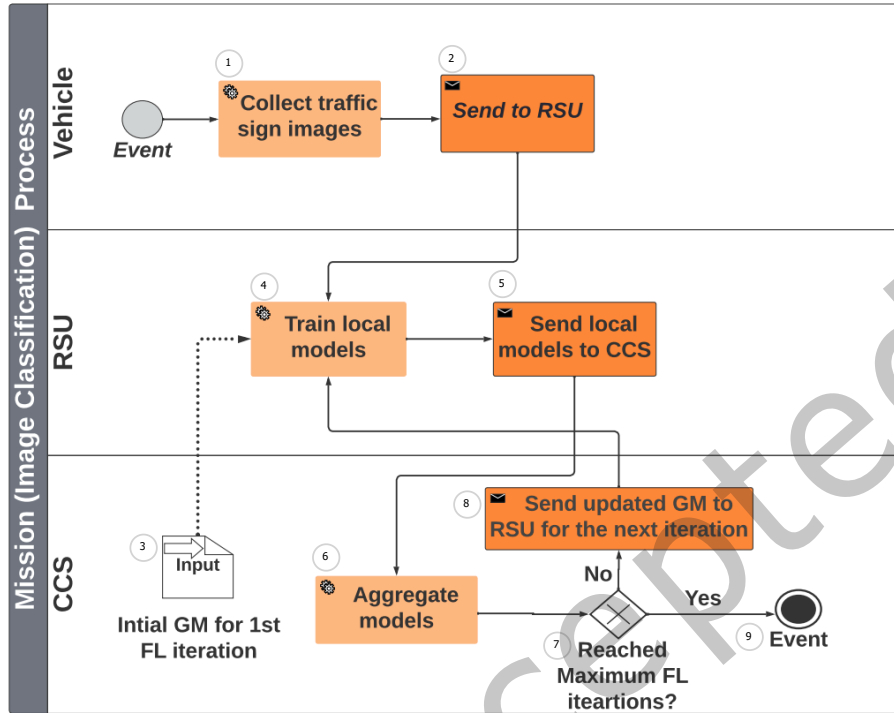 Mission (Image Classification) Process
Vehicle
1
Collect traffic
sign images
2
Send to RSU
Event
RSU
4
Train local
models
5
Send local
models to CCS
CCS
3
Input
Intial GM for 1st
FL iteration
8
Send updated GM to
RSU for the next iteration
6
Aggregate
models
No
Yes
7
Reached
Maximum FL
iteartions?
9
Event
cepted